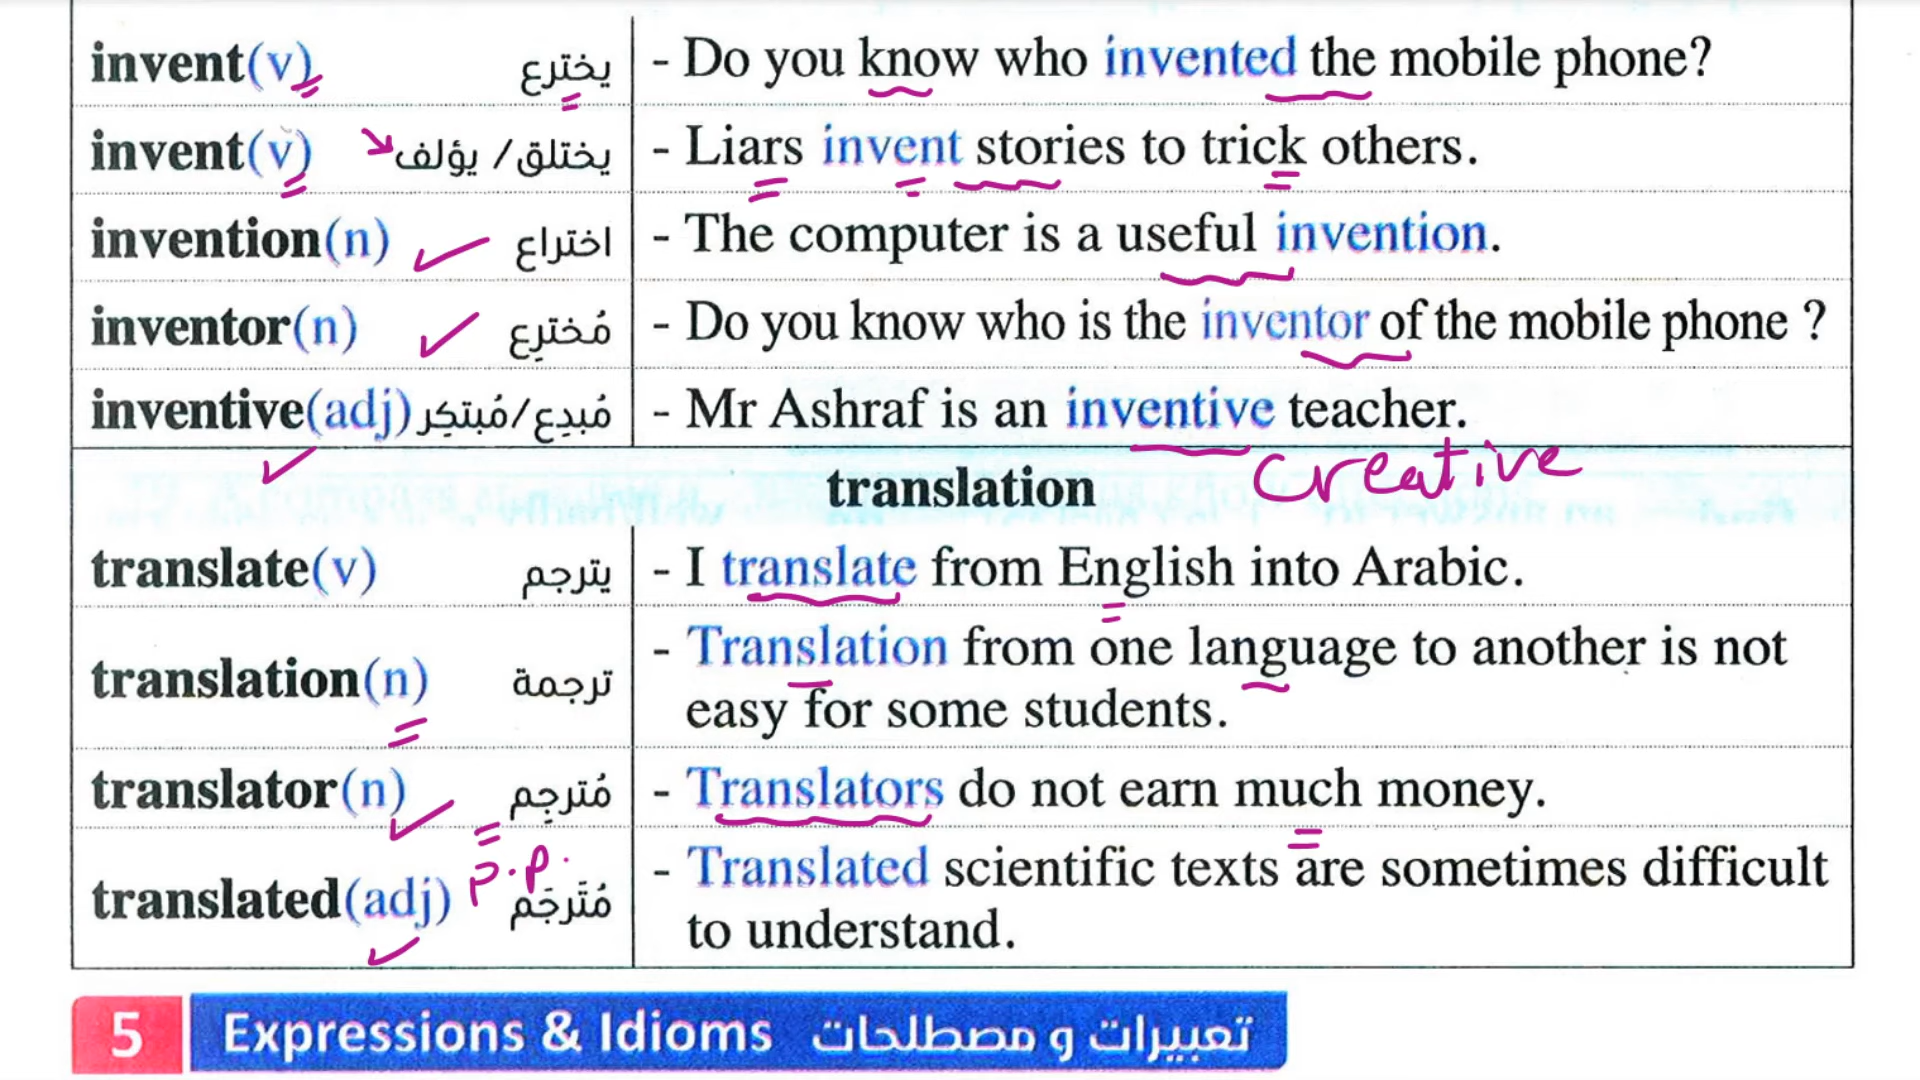 invent(v) يخترع - Do you know who invented the mobile phone?
invent(v) يختلق/ يؤلف - Liars invent stories to trick others.
invention(n) اختراع - The computer is a useful invention.
inventor(n) مُخترِع - Do you know who is the inventor of the mobile phone ?
inventive(adj) مُبدِع/مُبتكِر - Mr Ashraf is an inventive teacher.
creative
translation
translate(v) يترجم - I translate from English into Arabic.
translation(n) ترجمة - Translation from one language to another is not
easy for some students.
translator(n) مُترجِم - Translators do not earn much money.
p.p.
translated(adj) مُتَرجَم - Translated scientific texts are sometimes difficult
to understand.
5 Expressions & Idioms تعبيرات و مصطلحات